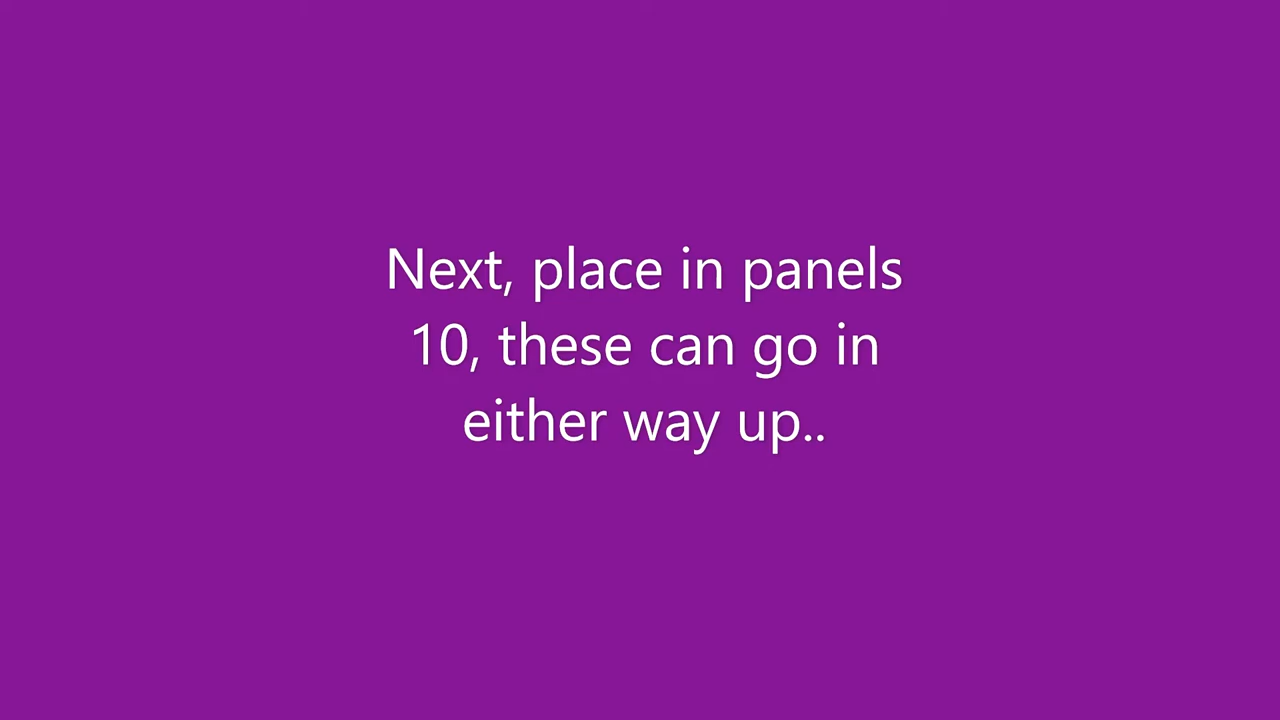 Next, place in panels
10, these can go in
either way up..